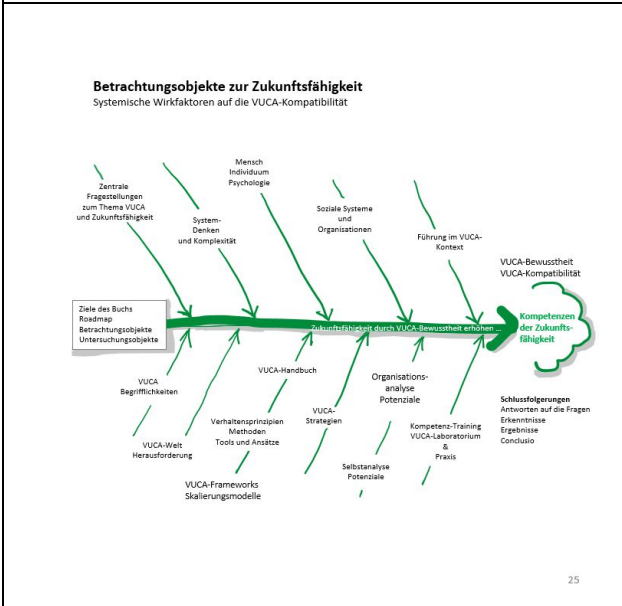 Betrachtungsobjekte zur Zukunftsfähigkeit
Systemische Wirkfaktoren auf die VUCA-Kompatibilität
Zentrale
Fragestellungen
zum Thema VUCA
und Zukunftsfähigkeit
System-
Denken
und Komplexität
Mensch
Individuum
Psychologie
Soziale Systeme
und
Organisationen
Führung im VUCA-
Kontext
VUCA-Bewusstheit
VUCA-Kompatibilität
Ziele des Buchs
Roadmap
Betrachtungsobjekte
Untersuchungsobjekte
Zukunftsfähigkeit durch VUCA-Bewusstheit erhöhen ...
Kompetenzen
der Zukunfts-
fähigkeit
VUCA
Begrifflichkeiten
VUCA-Welt
Herausforderung
VUCA-Handbuch
Verhaltensprinzipien
Methoden
Tools und Ansätze
VUCA-Frameworks
Skalierungsmodelle
VUCA-
Strategien
Organisations-
analyse
Potenziale
Selbstanalyse
Potenziale
Kompetenz-Training
VUCA-Laboratorium
&
Praxis
Schlussfolgerungen
Antworten auf die Fragen
Erkenntnisse
Ergebnisse
Conclusio
25